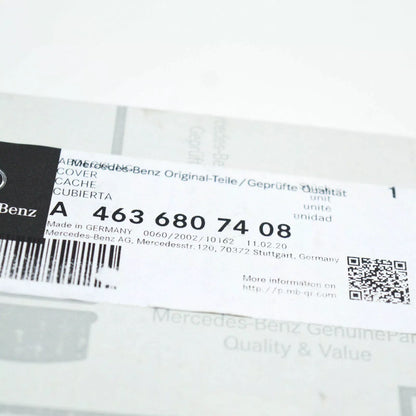 Mercedes-Benz Original-Teile/Geprüfte Qualität
COVER
CACHE
CUBIERTA
unit
unité
unidad
1
Benz
A 463 680 74 08
Made in GERMANY 0060/2002/10162 11.02.20
Mercedes-Benz AG, Mercedesstr. 120, 70372 Stuttgart, Germany
More information on
http://p.mb-qr.com
Mercedes-Benz GenuinePar
Quality & Value